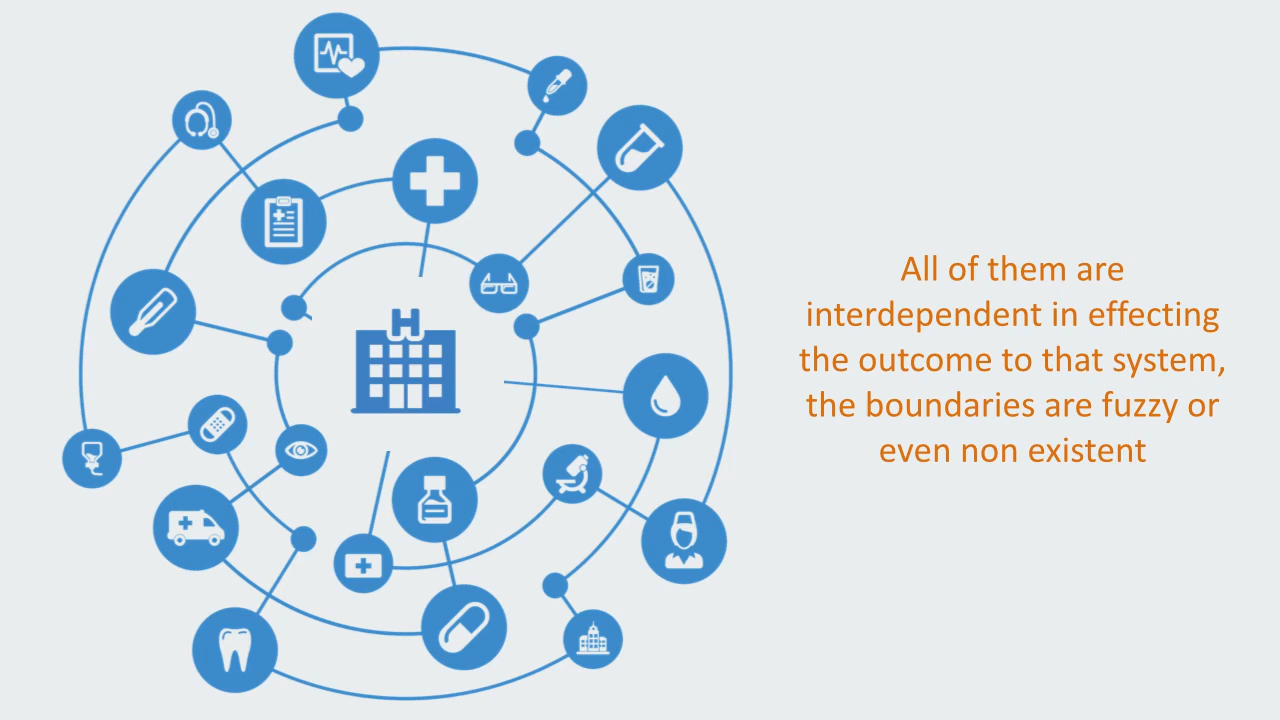 All of them are
interdependent in effecting
the outcome to that system,
the boundaries are fuzzy or
even non existent
H